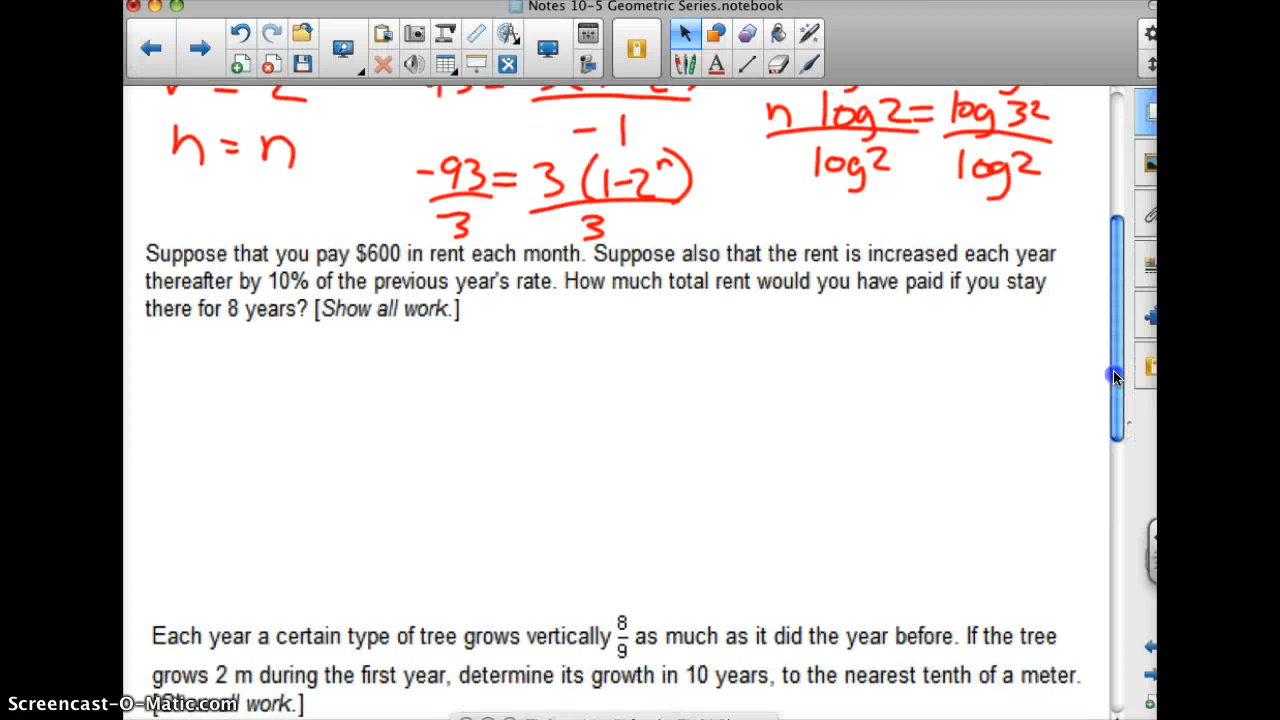 Notes 10-5 Geometric Series.notebook
n log2 = log 32
log2 log2
n = n
-1
-93 = 3 (1-2ⁿ)
3 3
Suppose that you pay $600 in rent each month. Suppose also that the rent is increased each year
thereafter by 10% of the previous year's rate. How much total rent would you have paid if you stay
there for 8 years? [Show all work.]
Each year a certain type of tree grows vertically 8/9 as much as it did the year before. If the tree
grows 2 m during the first year, determine its growth in 10 years, to the nearest tenth of a meter.
work.]
Screencast-O-Matic.com